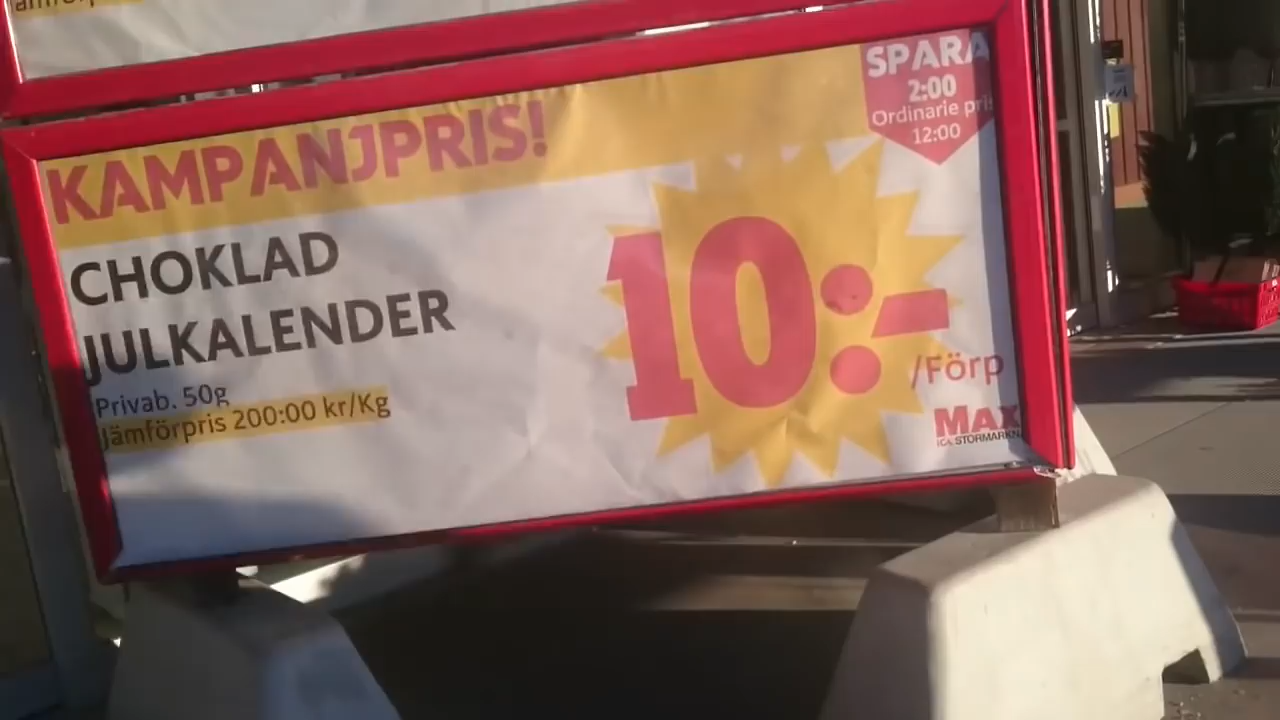 KAMPANJPRIS!
SPARA
2:00
Ordinarie pris
12:00
CHOKLAD
JULKALENDER
Privab. 50g
Jämförpris 200:00 kr/Kg
10:-
/Förp
MAX
ICA STORMARKN